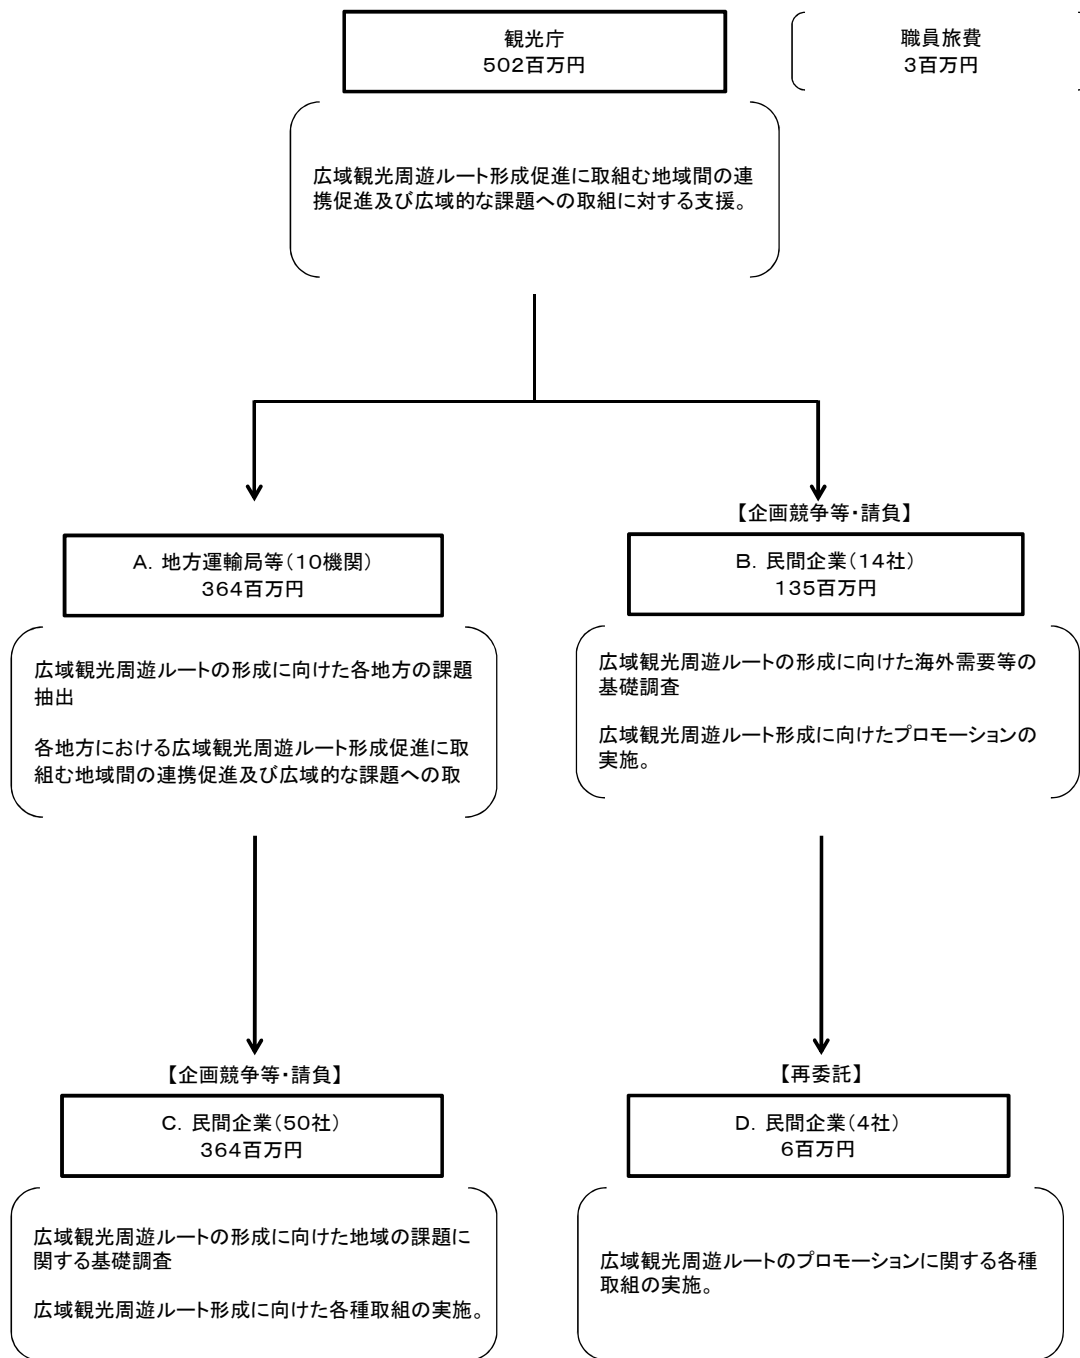 観光庁
502百万円
職員旅費
3百万円
広域観光周遊ルート形成促進に取組む地域間の連
携促進及び広域的な課題への取組に対する支援。
【企画競争等・請負】
A．地方運輸局等（10機関）
364百万円
B．民間企業（14社）
135百万円
広域観光周遊ルートの形成に向けた各地方の課題
抽出
各地方における広域観光周遊ルート形成促進に取
組む地域間の連携促進及び広域的な課題への取
広域観光周遊ルートの形成に向けた海外需要等の
基礎調査
広域観光周遊ルート形成に向けたプロモーションの
実施。
【企画競争等・請負】
C．民間企業（50社）
364百万円
【再委託】
D．民間企業（4社）
6百万円
広域観光周遊ルートの形成に向けた地域の課題に
関する基礎調査
広域観光周遊ルート形成に向けた各種取組の実施。
広域観光周遊ルートのプロモーションに関する各種
取組の実施。